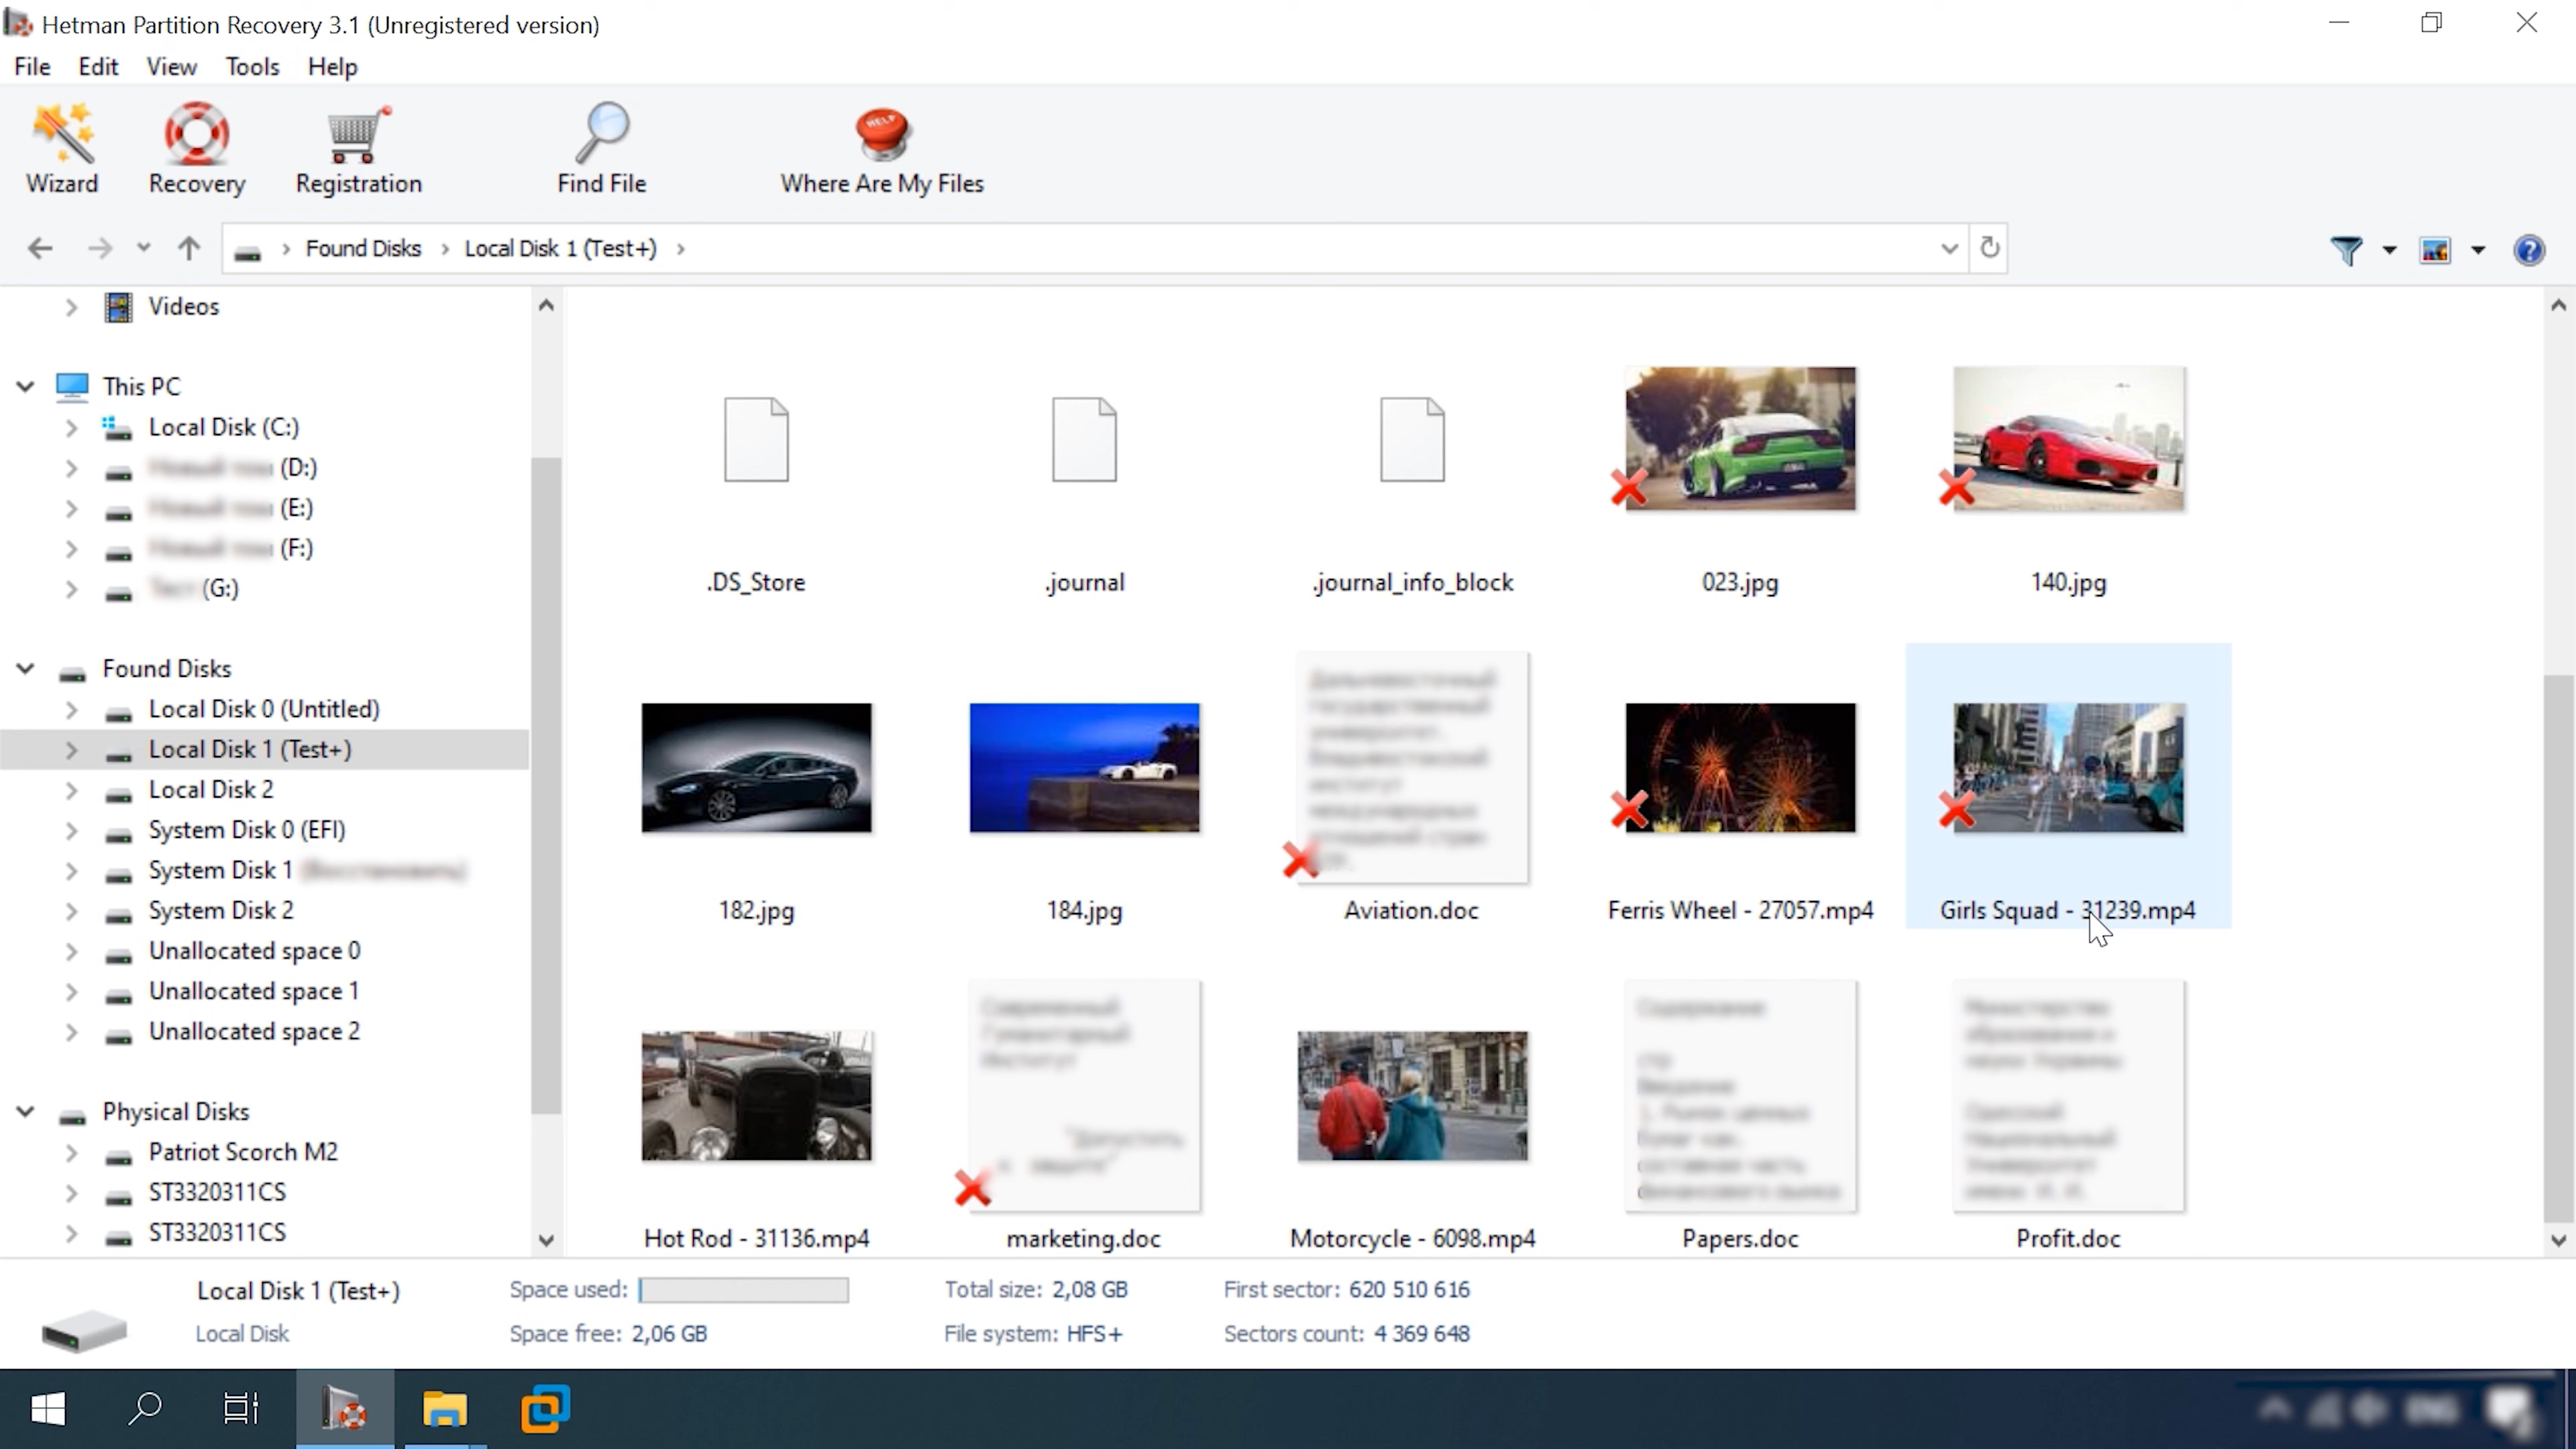 Hetman Partition Recovery 3.1 (Unregistered version)
File Edit View Tools Help
Wizard Recovery Registration Find File HELP Where Are My Files
Found Disks Local Disk 1 (Test+)
Videos
This PC
Local Disk (C:)
(D:)
(E:)
(F:)
(G:)
Found Disks
Local Disk 0 (Untitled)
Local Disk 1 (Test+)
Local Disk 2
System Disk 0 (EFI)
System Disk 1
System Disk 2
Unallocated space 0
Unallocated space 1
Unallocated space 2
Physical Disks
Patriot Scorch M2
ST3320311CS
ST3320311CS
.DS_Store .journal .journal_info_block 023.jpg 140.jpg
182.jpg 184.jpg Aviation.doc Ferris Wheel - 27057.mp4 Girls Squad - 31239.mp4
Hot Rod - 31136.mp4 marketing.doc Motorcycle - 6098.mp4 Papers.doc Profit.doc
Local Disk 1 (Test+) Space used: Total size: 2,08 GB First sector: 620 510 616
Local Disk Space free: 2,06 GB File system: HFS+ Sectors count: 4 369 648